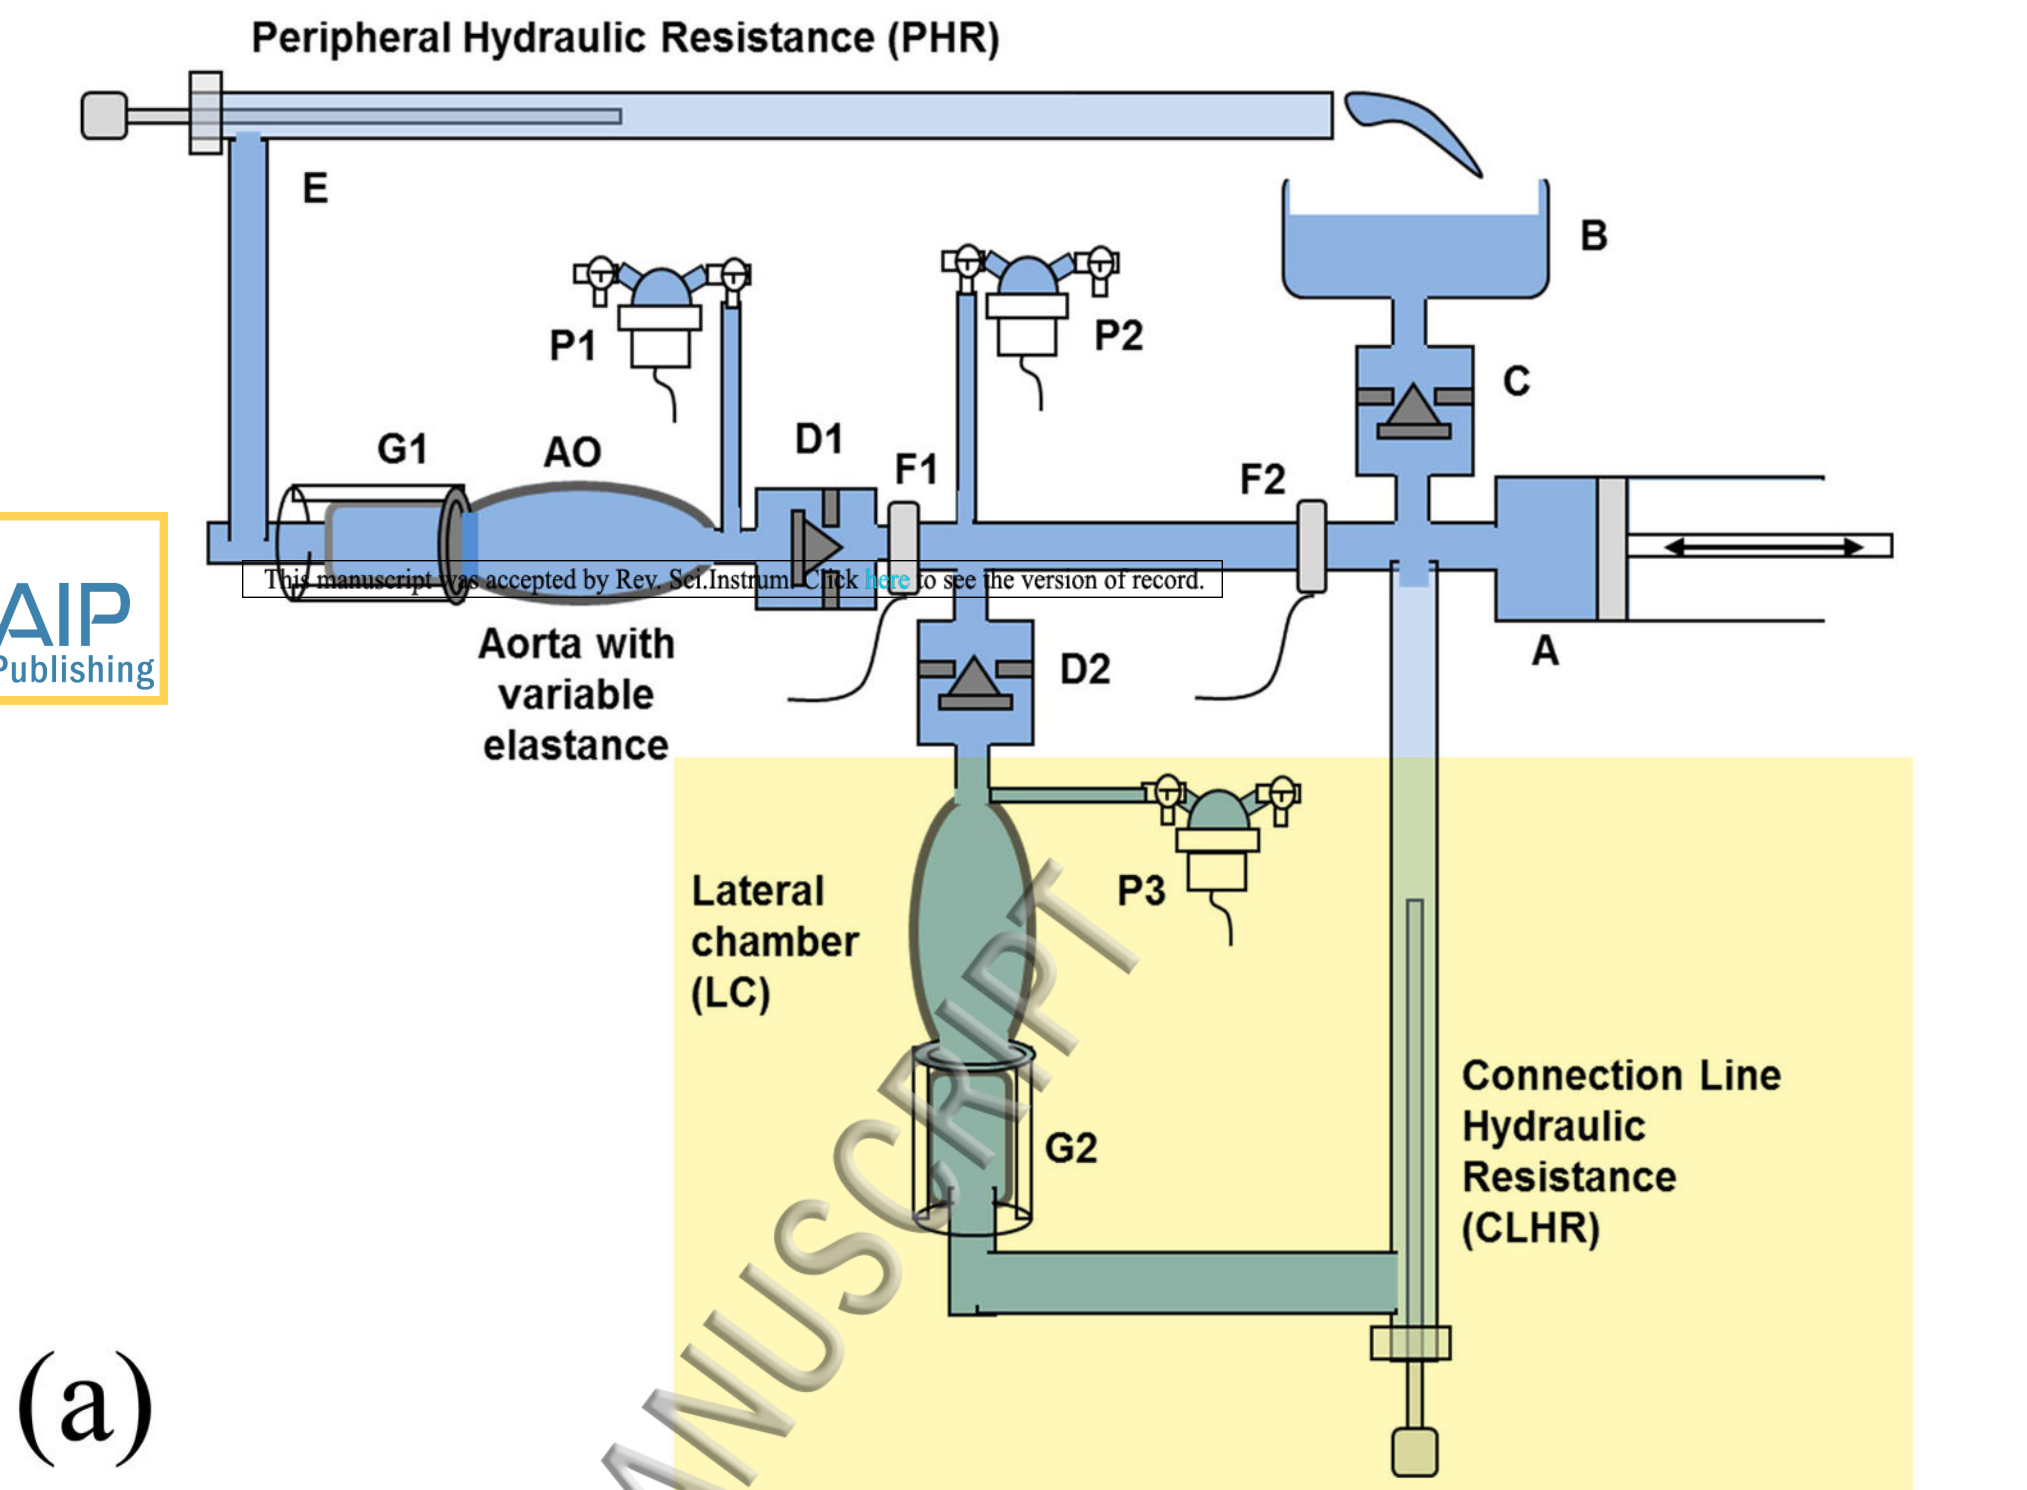 Peripheral Hydraulic Resistance (PHR)
E
B
P1
P2
C
G1
AO
D1
F1
F2
This manuscript was accepted by Rev. Sci.Instrum. Click here to see the version of record.
AIP
Publishing
Aorta with
variable
elastance
D2
A
Lateral
chamber
(LC)
P3
Connection Line
Hydraulic
Resistance
(CLHR)
G2
(a)
ANUSCRIPT